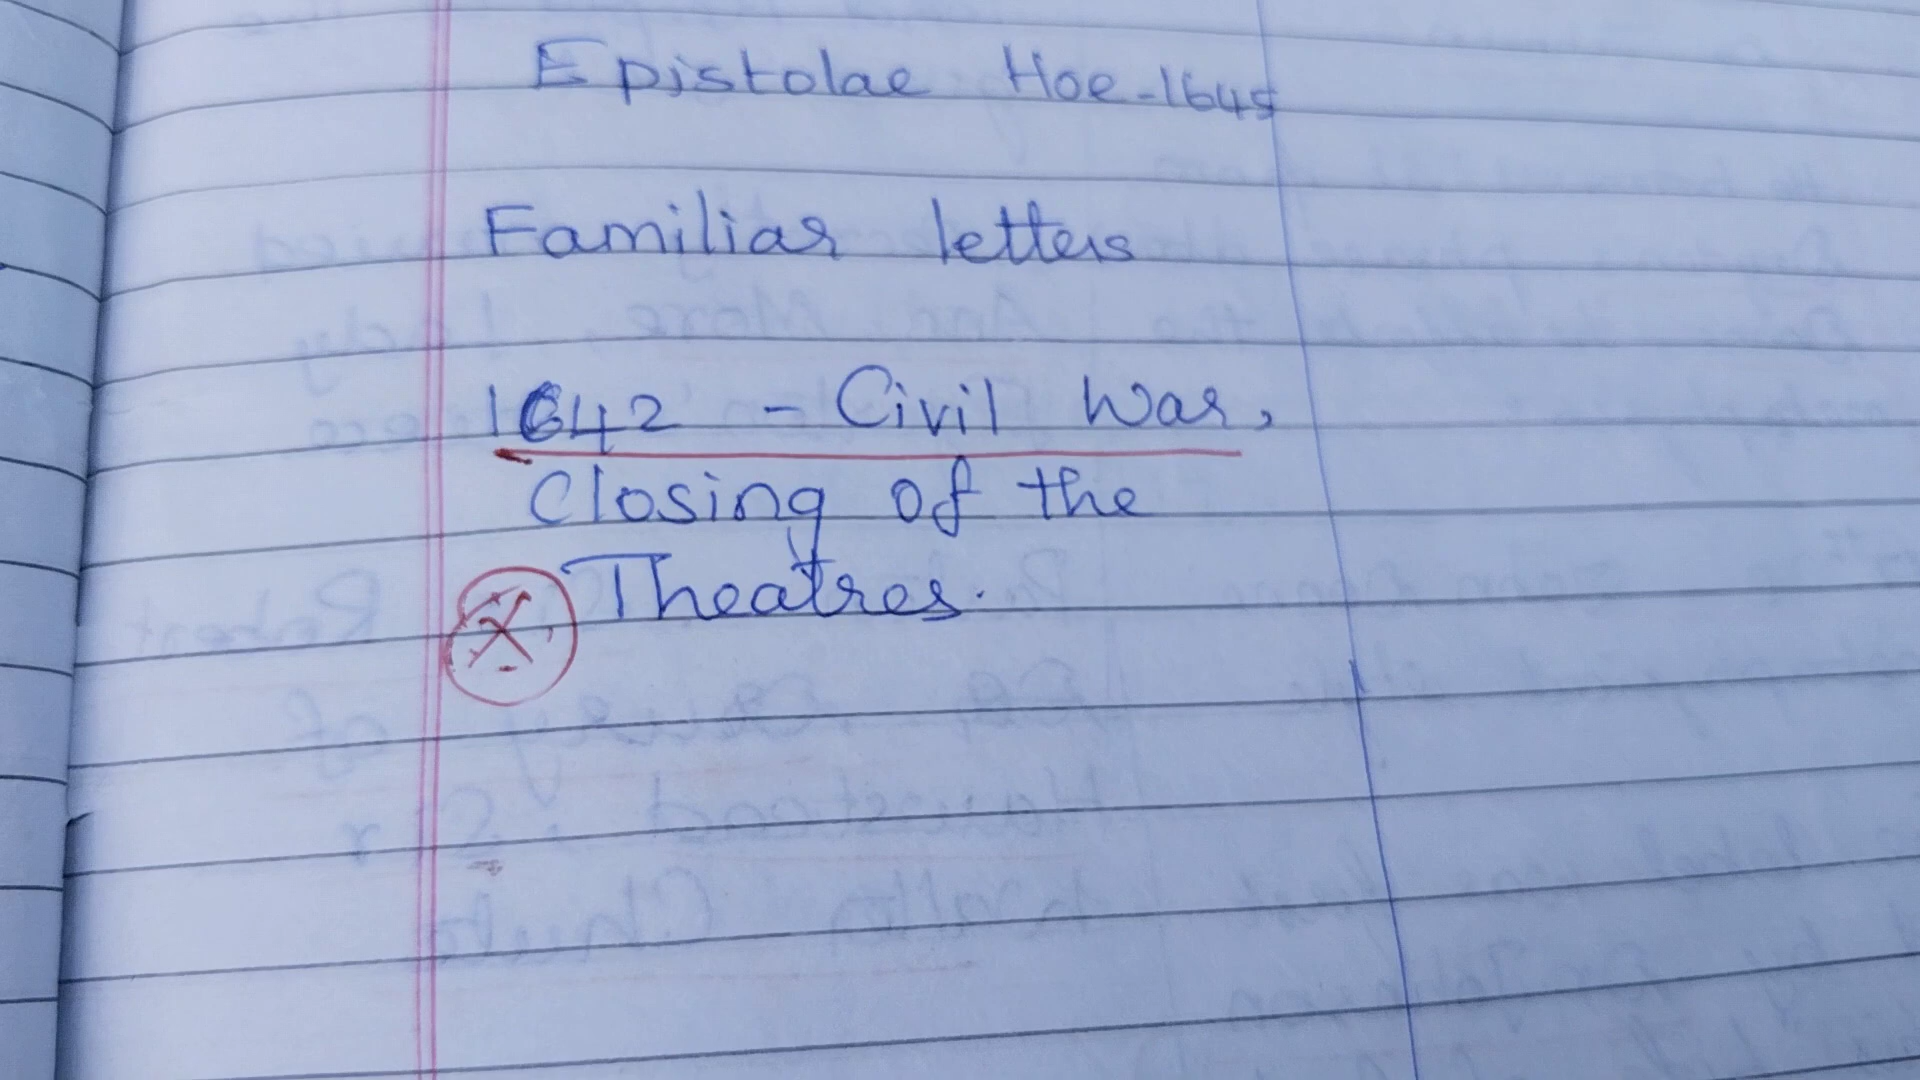 Epistolae Hoe-1645
Familiar letters
1642 - Civil War,
Closing of the
Theatres.